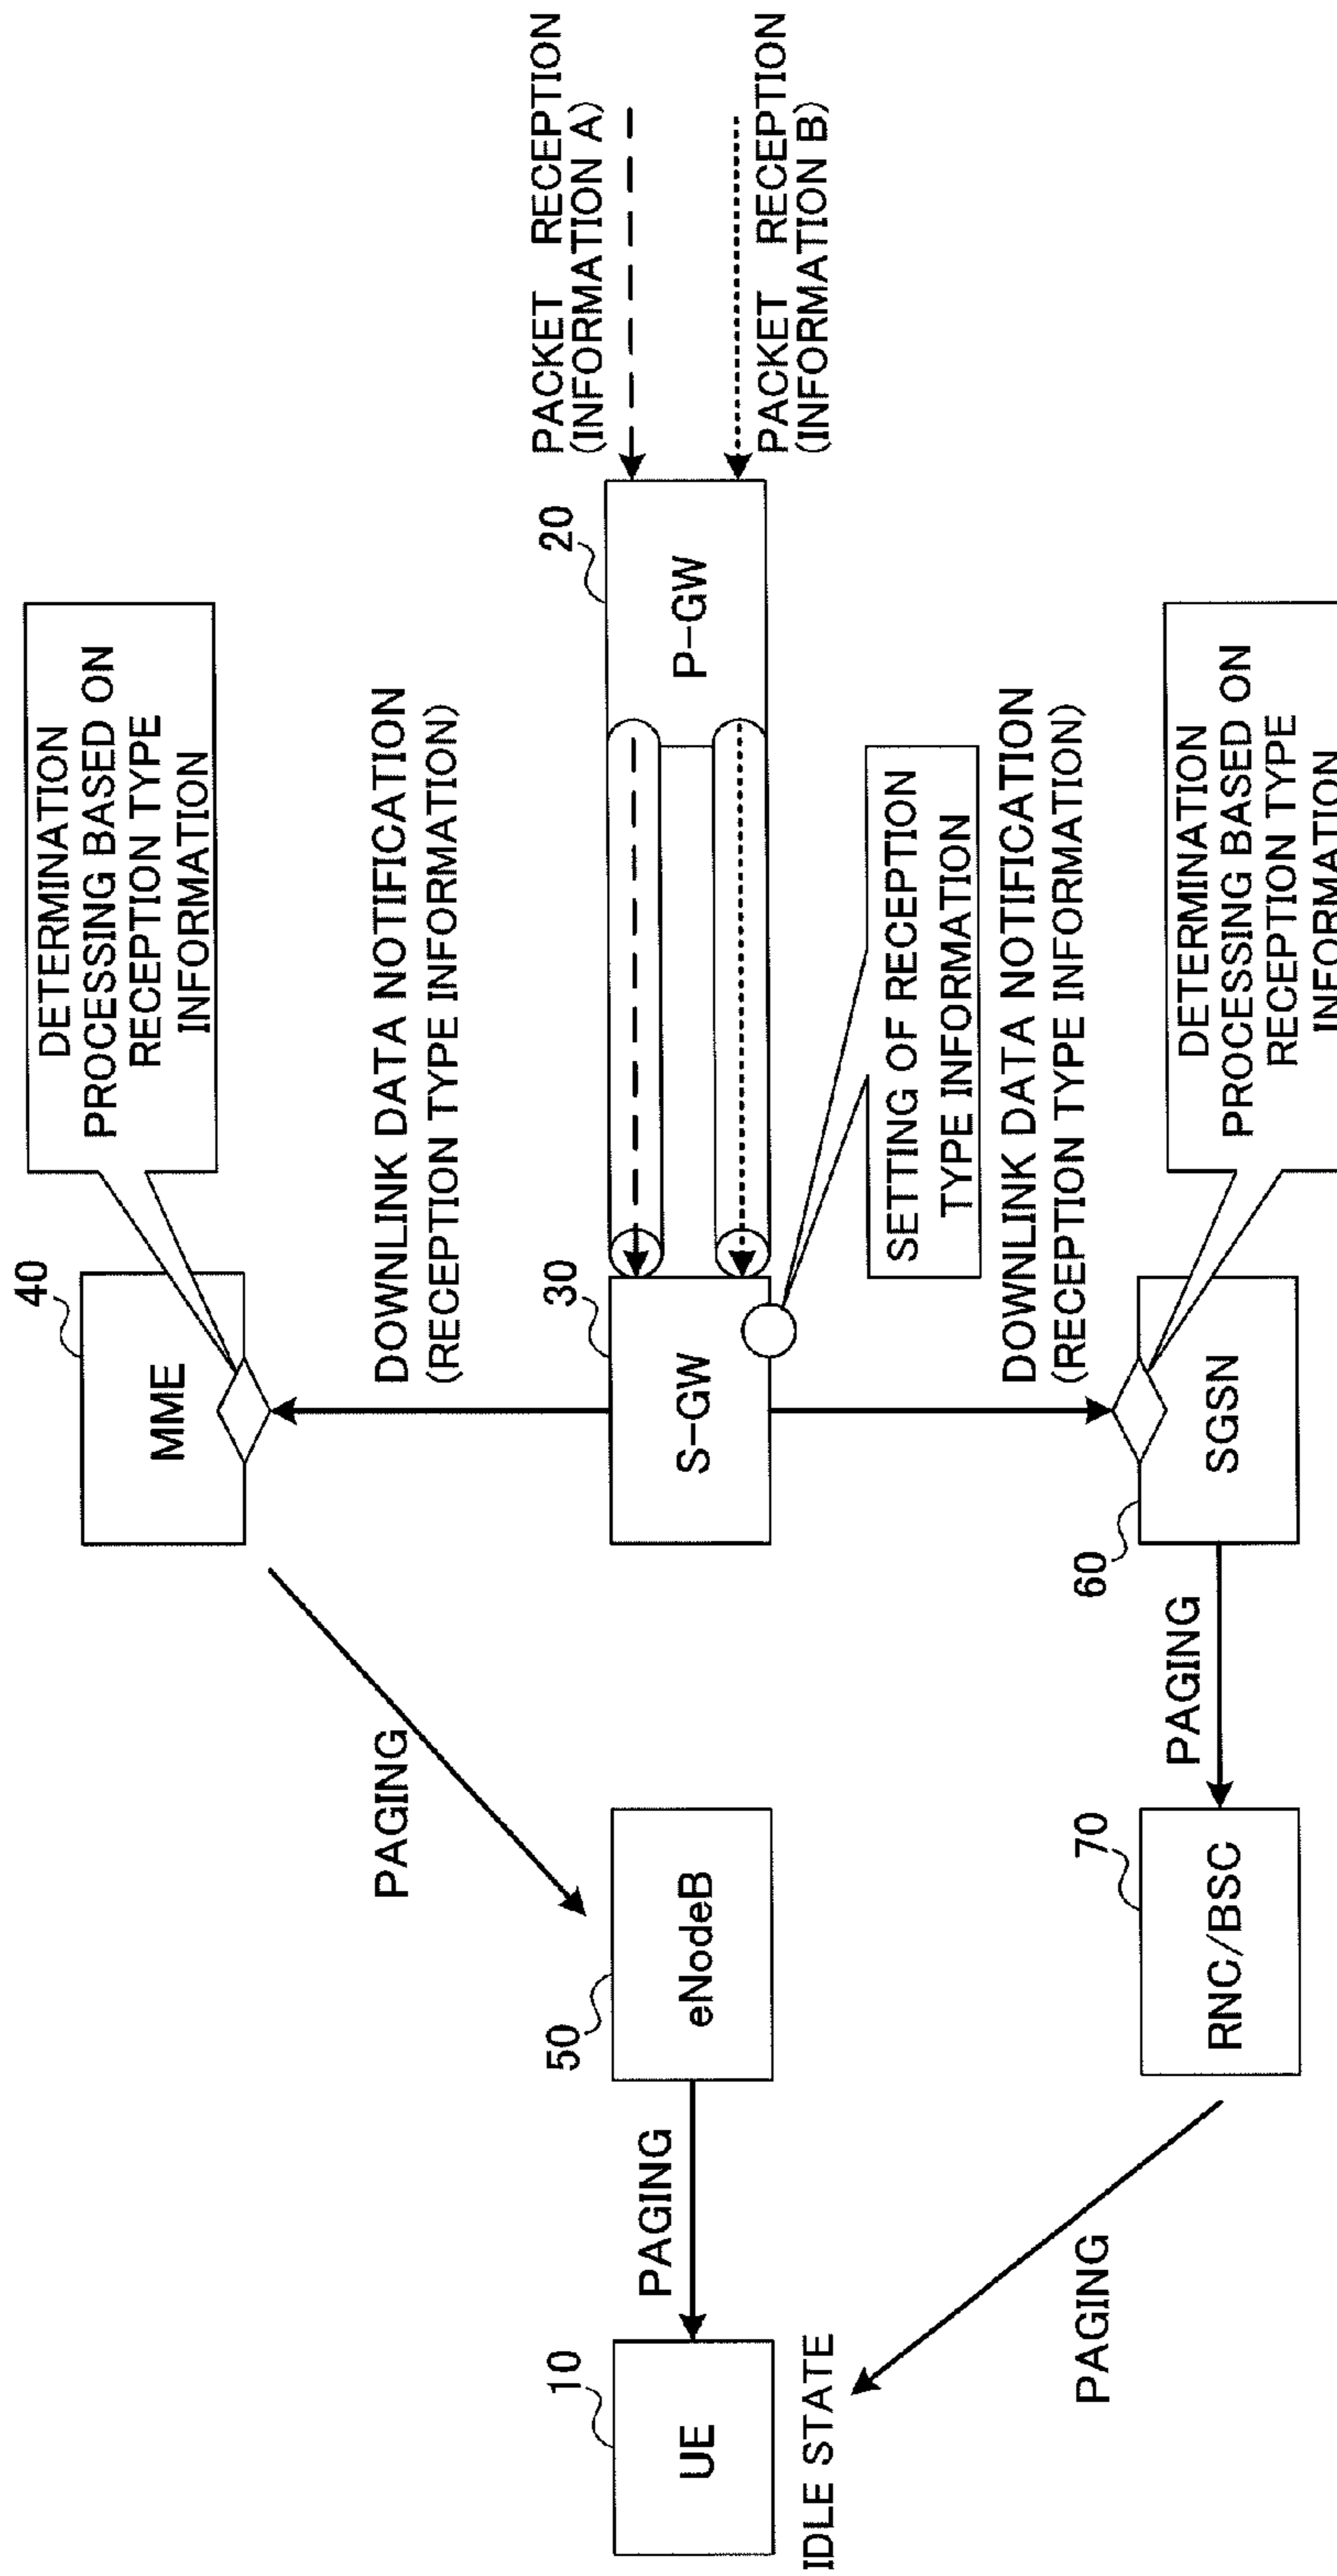 40
MME
DETERMINATION
PROCESSING BASED ON
RECEPTION TYPE
INFORMATION
PAGING
DOWNLINK DATA NOTIFICATION
(RECEPTION TYPE INFORMATION)
10
UE
IDLE STATE
PAGING
50
eNodeB
30
S-GW
20
P-GW
PACKET RECEPTION
(INFORMATION A)
PACKET RECEPTION
(INFORMATION B)
SETTING OF RECEPTION
TYPE INFORMATION
DOWNLINK DATA NOTIFICATION
(RECEPTION TYPE INFORMATION)
PAGING
70
RNC/BSC
PAGING
60
SGSN
DETERMINATION
PROCESSING BASED ON
RECEPTION TYPE
INFORMATION